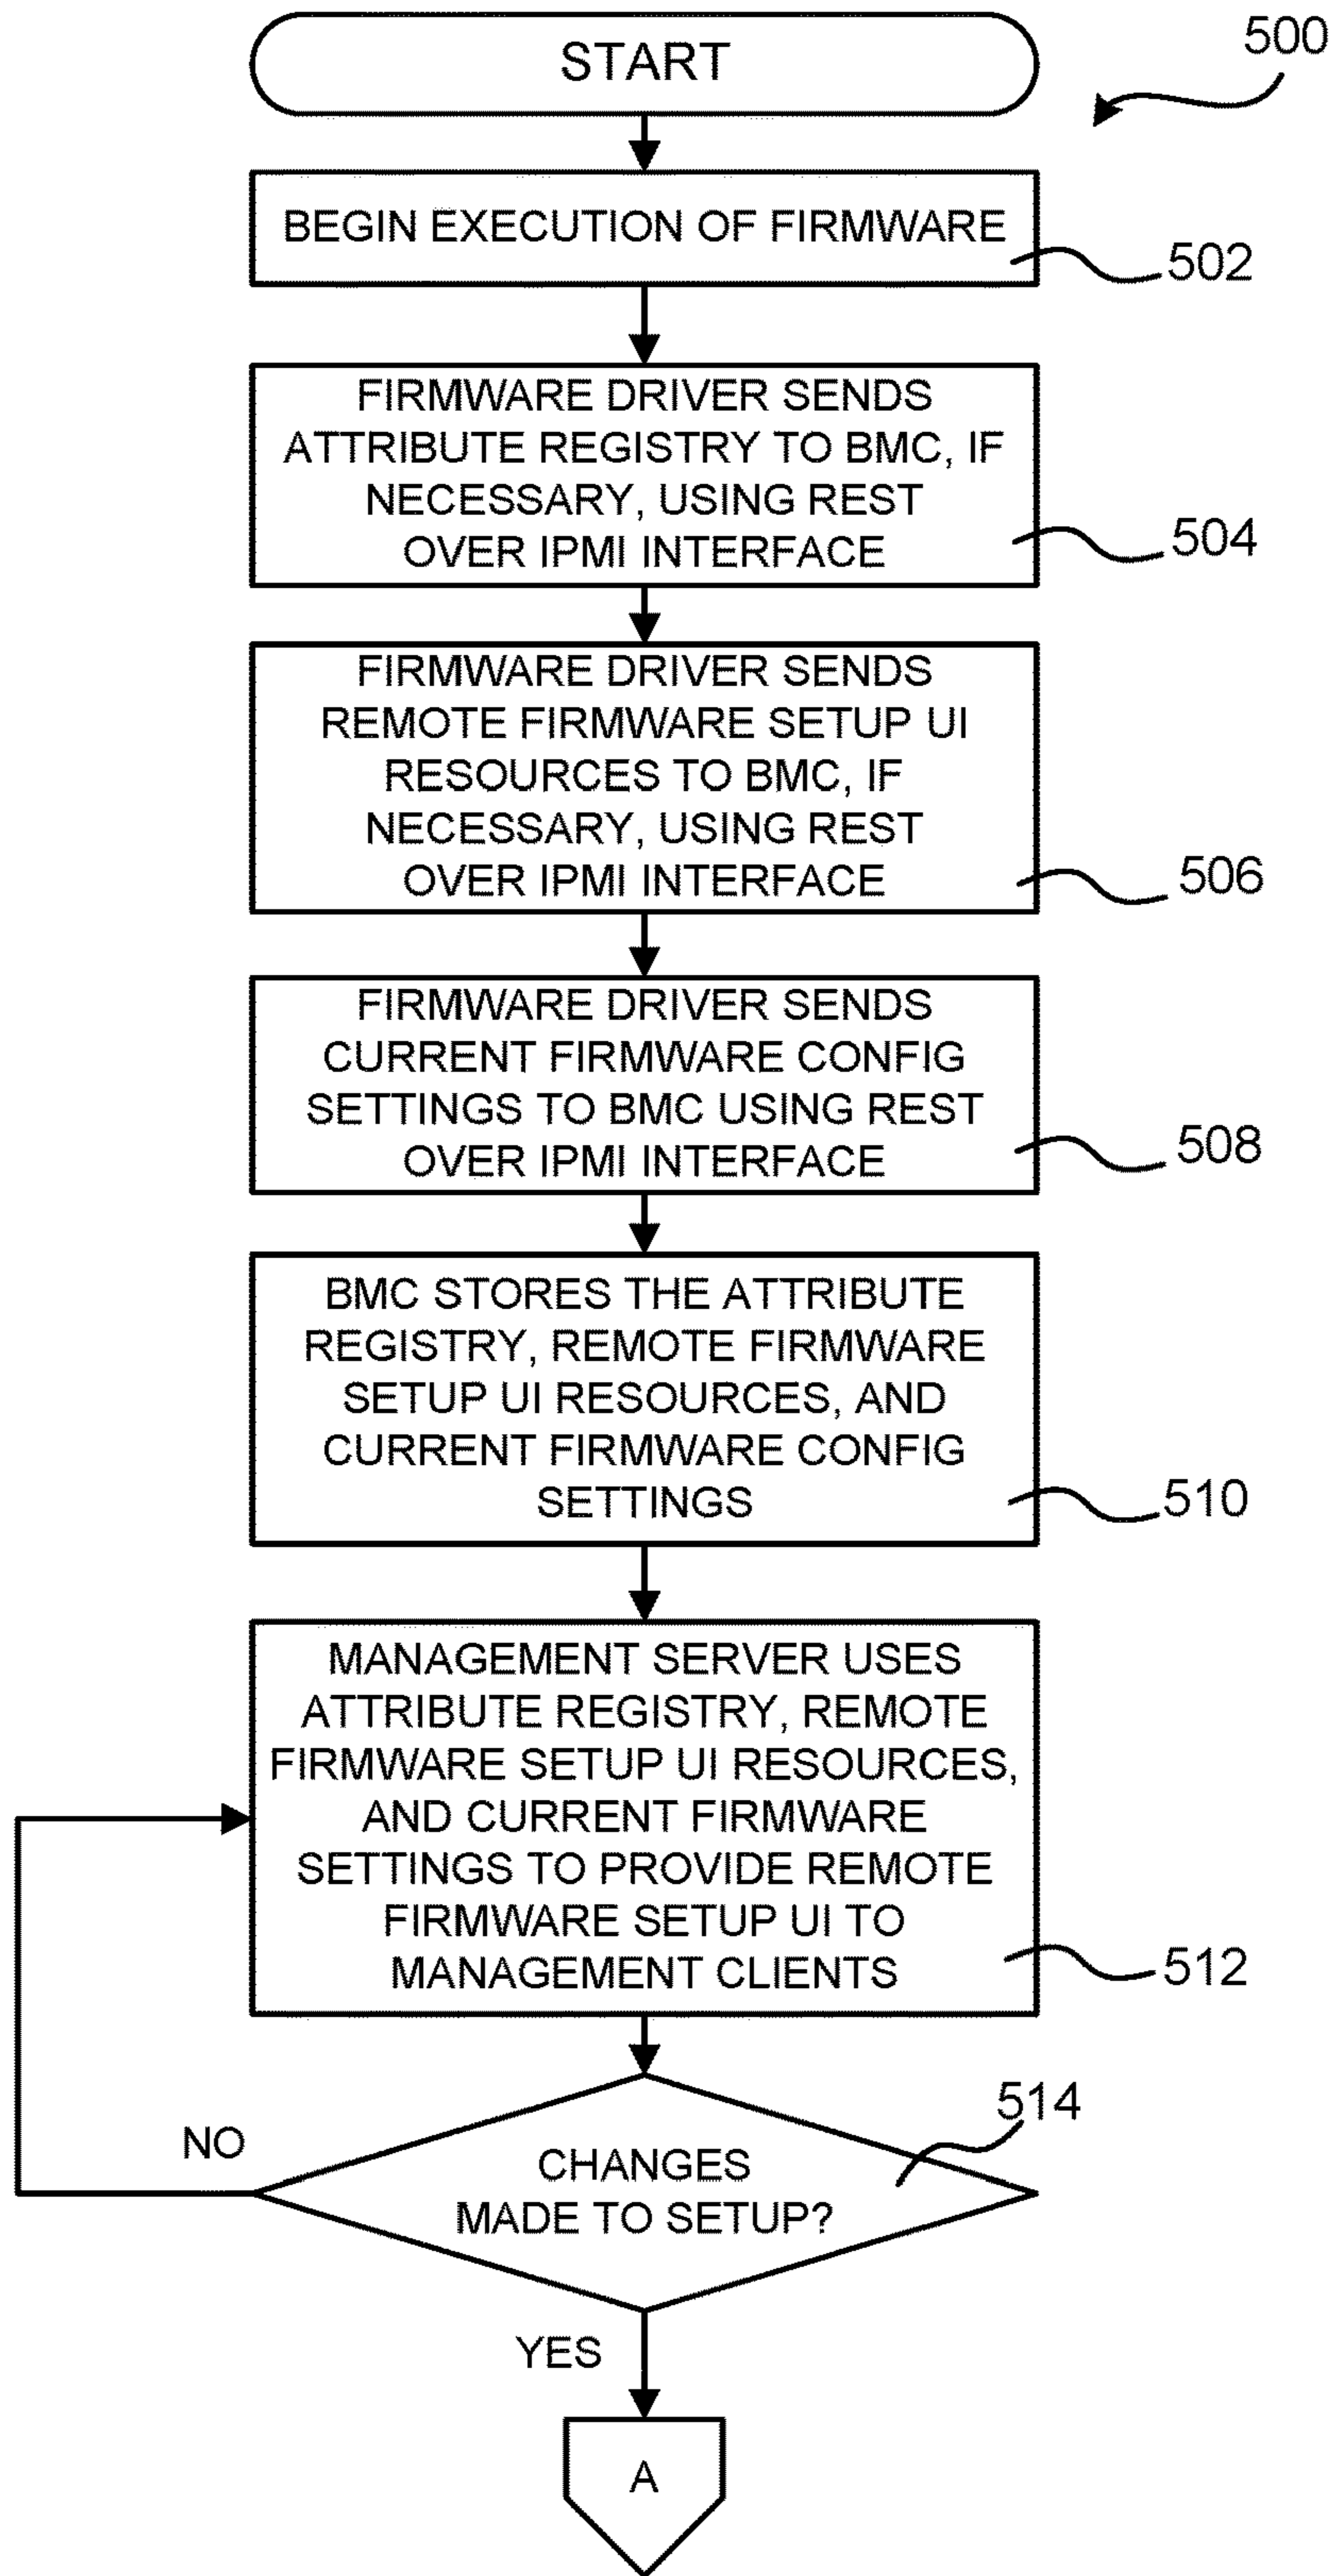 START
500
BEGIN EXECUTION OF FIRMWARE
502
FIRMWARE DRIVER SENDS
ATTRIBUTE REGISTRY TO BMC, IF
NECESSARY, USING REST
OVER IPMI INTERFACE
504
FIRMWARE DRIVER SENDS
REMOTE FIRMWARE SETUP UI
RESOURCES TO BMC, IF
NECESSARY, USING REST
OVER IPMI INTERFACE
506
FIRMWARE DRIVER SENDS
CURRENT FIRMWARE CONFIG
SETTINGS TO BMC USING REST
OVER IPMI INTERFACE
508
BMC STORES THE ATTRIBUTE
REGISTRY, REMOTE FIRMWARE
SETUP UI RESOURCES, AND
CURRENT FIRMWARE CONFIG
SETTINGS
510
MANAGEMENT SERVER USES
ATTRIBUTE REGISTRY, REMOTE
FIRMWARE SETUP UI RESOURCES,
AND CURRENT FIRMWARE
SETTINGS TO PROVIDE REMOTE
FIRMWARE SETUP UI TO
MANAGEMENT CLIENTS
512
514
NO
CHANGES
MADE TO SETUP?
YES
A